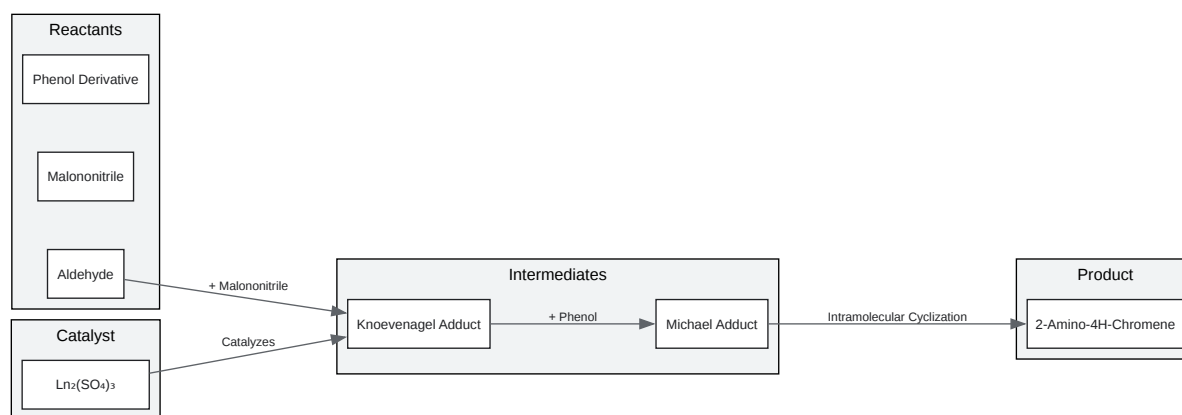 Reactants
Phenol Derivative
Malononitrile
Aldehyde
+ Malononitrile
Catalyst
Ln₂(SO₄)₃
Catalyzes
Intermediates
Knoevenagel Adduct
+ Phenol
Michael Adduct
Intramolecular Cyclization
Product
2-Amino-4H-Chromene